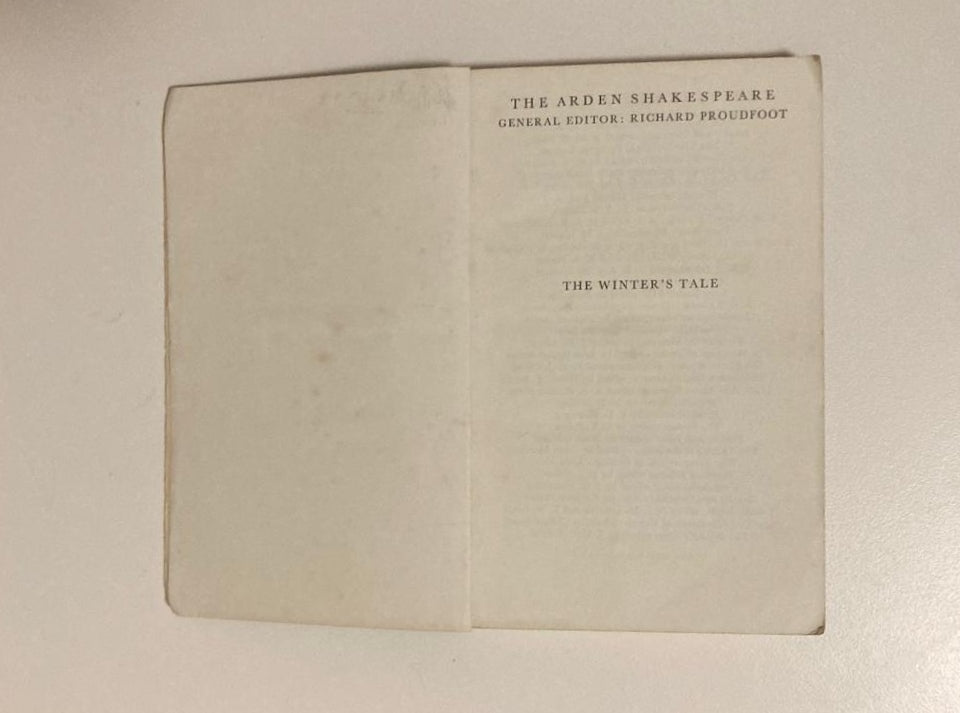 THE ARDEN SHAKESPEARE
GENERAL EDITOR: RICHARD PROUDFOOT
THE WINTER'S TALE